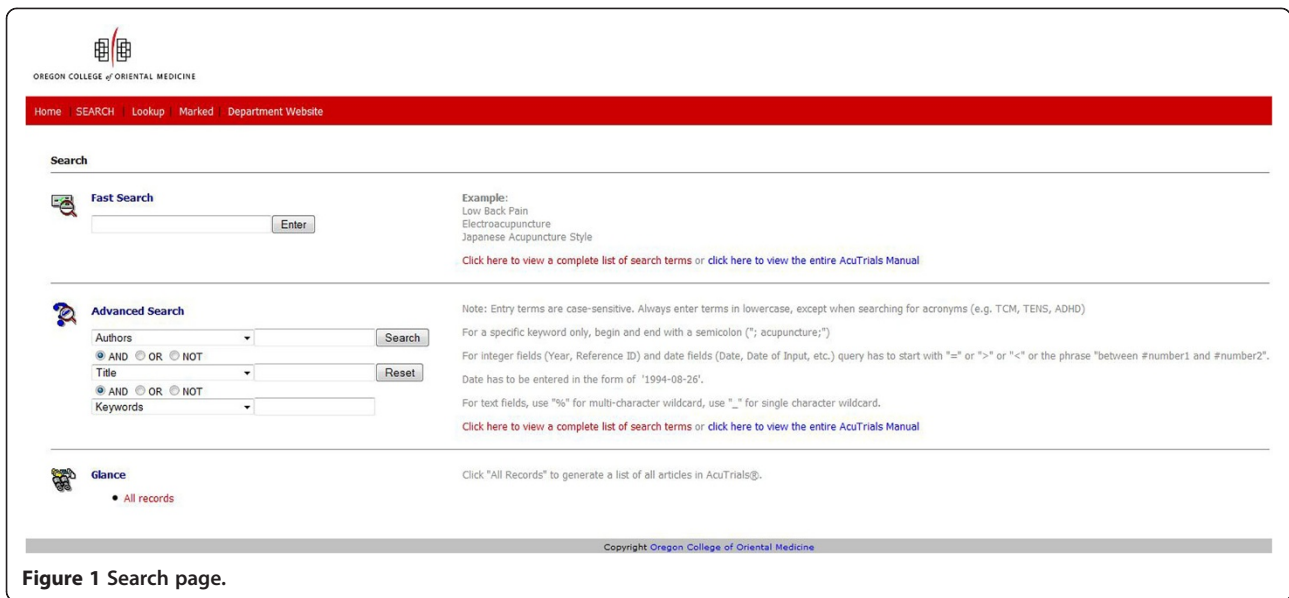 OREGON COLLEGE of ORIENTAL MEDICINE
Home SEARCH Lookup Marked Department Website
Search
Fast Search
Enter
Example:
Low Back Pain
Electroacupuncture
Japanese Acupuncture Style
Click here to view a complete list of search terms or click here to view the entire AcuTrials Manual
Advanced Search
Authors
Search
AND OR NOT
Title
Reset
AND OR NOT
Keywords
Note: Entry terms are case-sensitive. Always enter terms in lowercase, except when searching for acronyms (e.g. TCM, TENS, ADHD)
For a specific keyword only, begin and end with a semicolon ("; acupuncture;")
For integer fields (Year, Reference ID) and date fields (Date, Date of Input, etc.) query has to start with "=" or ">" or "<" or the phrase "between #number1 and #number2".
Date has to be entered in the form of '1994-08-26'.
For text fields, use "%" for multi-character wildcard, use "_" for single character wildcard.
Click here to view a complete list of search terms or click here to view the entire AcuTrials Manual
Glance
• All records
Click "All Records" to generate a list of all articles in AcuTrials®.
Copyright Oregon College of Oriental Medicine
Figure 1 Search page.